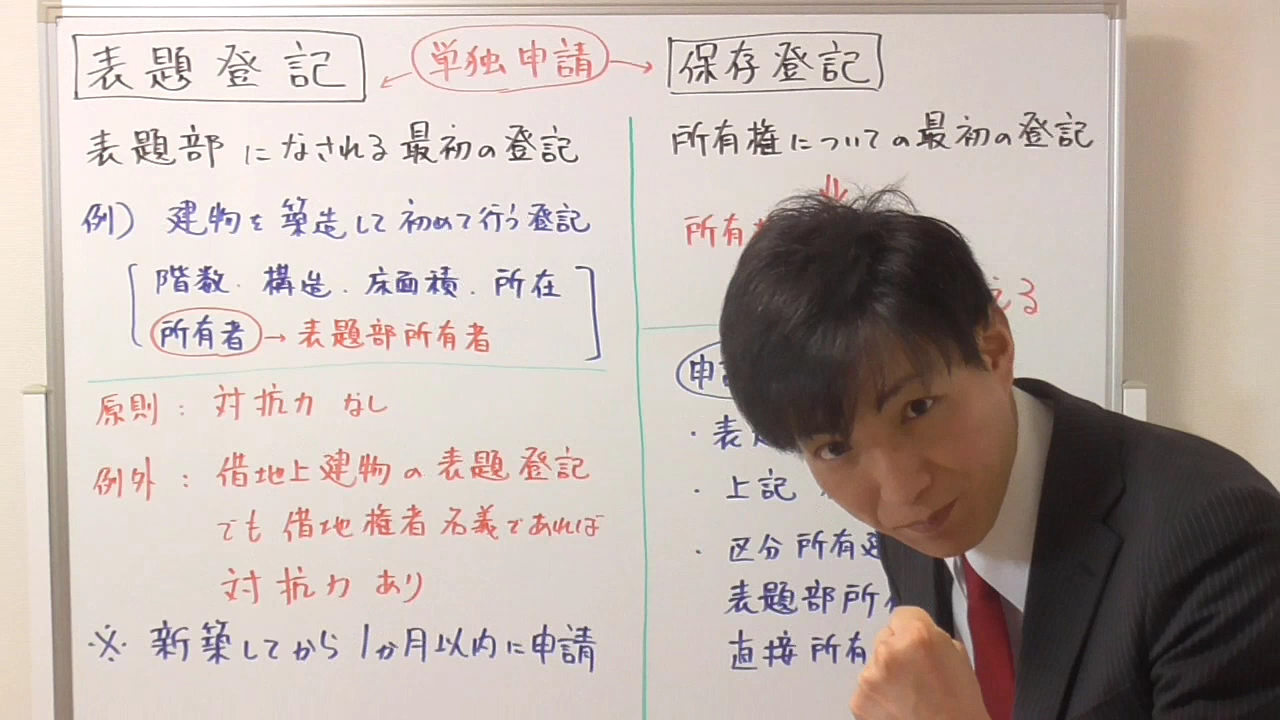 表題登記
単独申請
保存登記
表題部になされる最初の登記
例) 建物を築造して初めて行う登記
階数・構造・床面積・所在
所有者→表題部所有者
原則:対抗力なし
例外:借地上建物の表題登記
でも借地権者名義であれば
対抗力あり
※新築してから1か月以内に申請
所有権についての最初の登記
所有
える
申
・表
・上記
・区分所有建
表題部所
直接所有